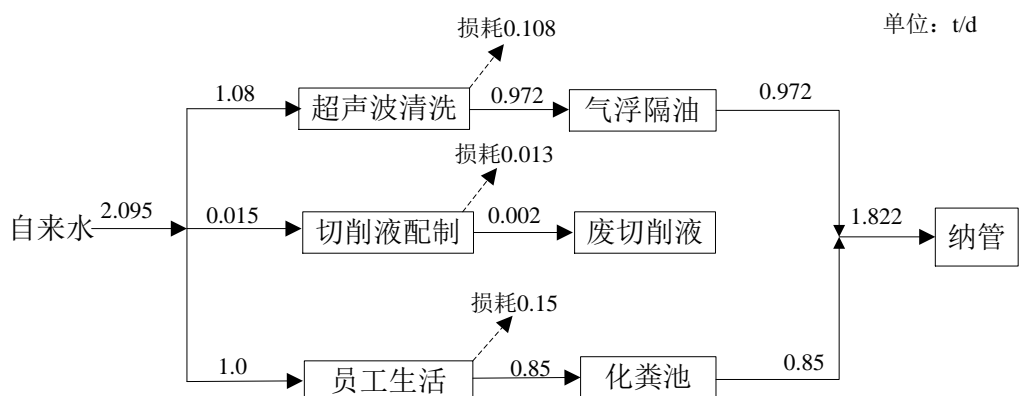 单位：t/d
损耗0.108
1.08
超声波清洗
0.972
气浮隔油
0.972
损耗0.013
自来水
2.095
0.015
切削液配制
0.002
废切削液
1.822
纳管
损耗0.15
1.0
员工生活
0.85
化粪池
0.85